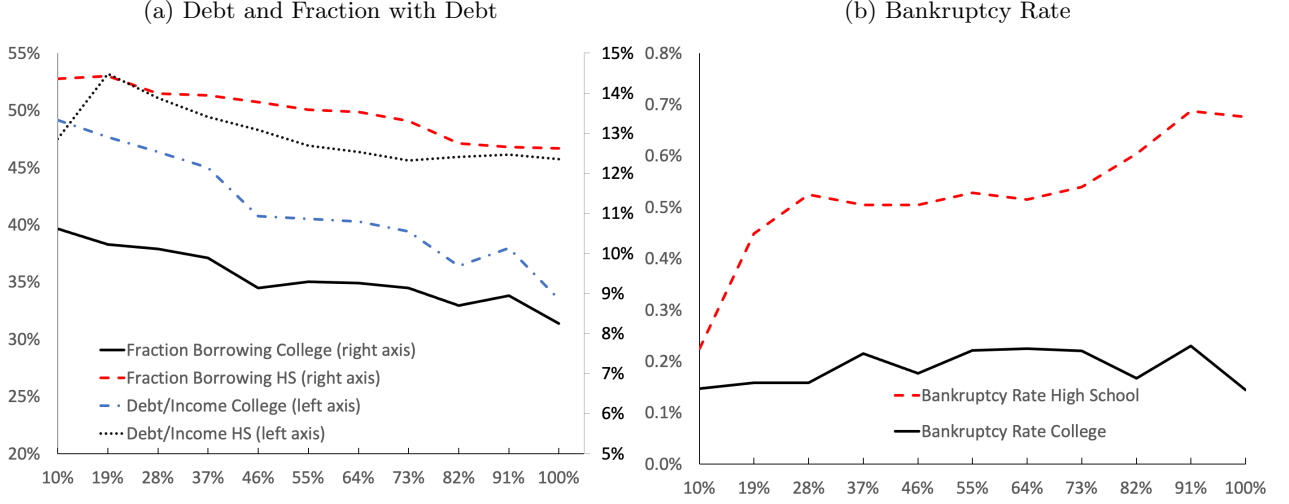 (a) Debt and Fraction with Debt
55%
50%
45%
40%
35%
30%
25%
20%
15%
14%
13%
12%
11%
10%
9%
8%
7%
6%
5%
Fraction Borrowing College (right axis)
Fraction Borrowing HS (right axis)
Debt/Income College (left axis)
Debt/Income HS (left axis)
10% 19% 28% 37% 46% 55% 64% 73% 82% 91% 100%
(b) Bankruptcy Rate
0.8%
0.7%
0.6%
0.5%
0.4%
0.3%
0.2%
0.1%
0.0%
Bankruptcy Rate High School
Bankruptcy Rate College
10% 19% 28% 37% 46% 55% 64% 73% 82% 91% 100%